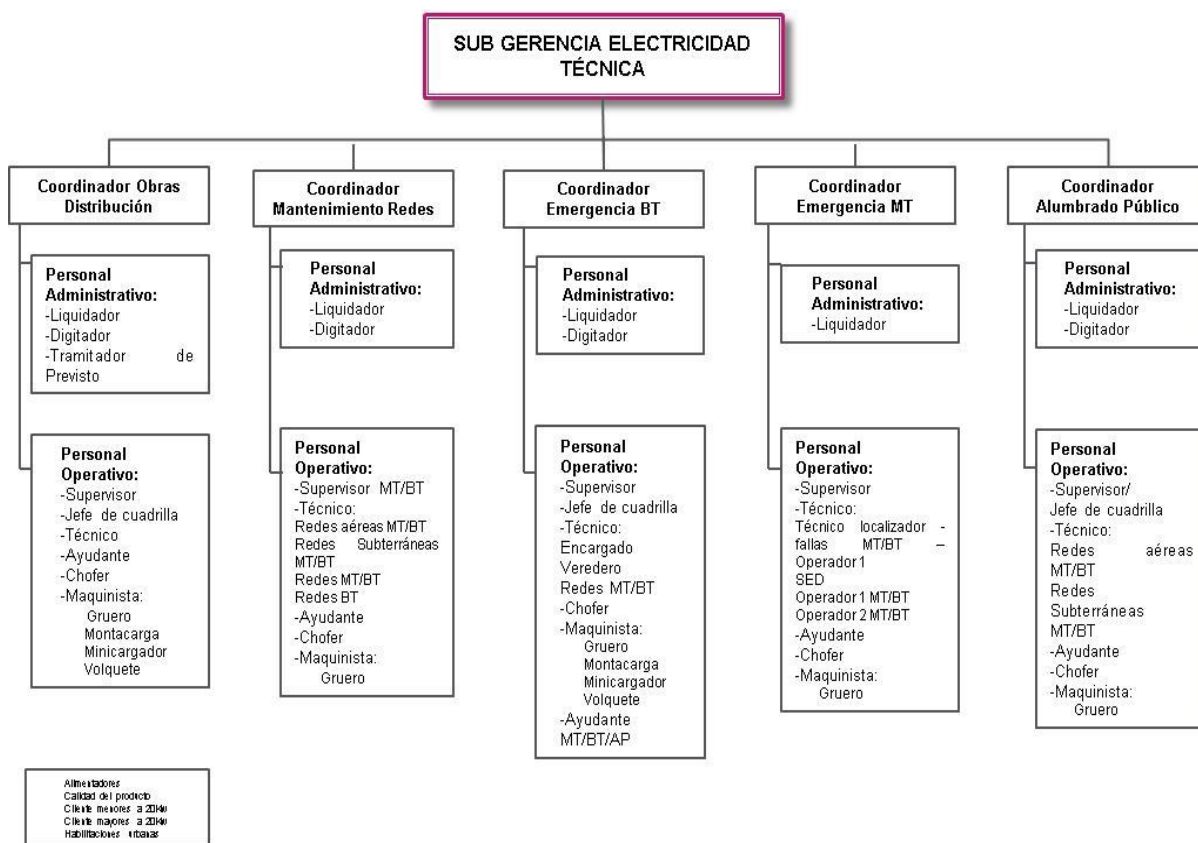 SUB GERENCIA ELECTRICIDAD
TÉCNICA
Coordinador Obras
Distribución
Personal
Administrativo:
-Liquidador
-Digitador
-Tramitador de
Previsto
Personal
Operativo:
-Supervisor
-Jefe de cuadrilla
-Técnico
-Ayudante
-Chofer
-Maquinista:
Gruero
Montacarga
Minicargador
Volquete
Alimentadores
Calidad del producto
Cliente menores a 20Kw
Cliente mayores a 20Kw
Habilitaciones urbanas
Coordinador
Mantenimiento Redes
Personal
Administrativo:
-Liquidador
-Digitador
Personal
Operativo:
-Supervisor MT/BT
-Técnico:
Redes aéreas MT/BT
Redes Subterráneas
MT/BT
Redes MT/BT
Redes BT
-Ayudante
-Chofer
-Maquinista:
Gruero
Coordinador
Emergencia BT
Personal
Administrativo:
-Liquidador
-Digitador
Personal
Operativo:
-Supervisor
-Jefe de cuadrilla
-Técnico:
Encargado
Veredero
Redes MT/BT
-Chofer
-Maquinista:
Gruero
Montacarga
Minicargador
Volquete
-Ayudante
MT/BT/AP
Coordinador
Emergencia MT
Personal
Administrativo:
-Liquidador
Personal
Operativo:
-Supervisor
-Técnico:
Técnico localizador -
fallas MT/BT –
Operador 1
SED
Operador 1 MT/BT
Operador 2 MT/BT
-Ayudante
-Chofer
-Maquinista:
Gruero
Coordinador
Alumbrado Público
Personal
Administrativo:
-Liquidador
-Digitador
Personal
Operativo:
-Supervisor/
Jefe de cuadrilla
-Técnico:
Redes aéreas
MT/BT
Redes
Subterráneas
MT/BT
-Ayudante
-Chofer
-Maquinista:
Gruero